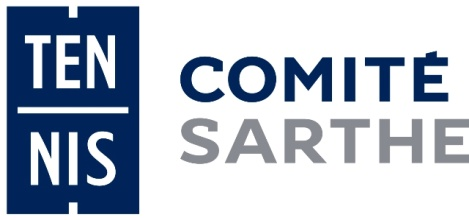 TEN
NIS
COMITÉ
SARTHE